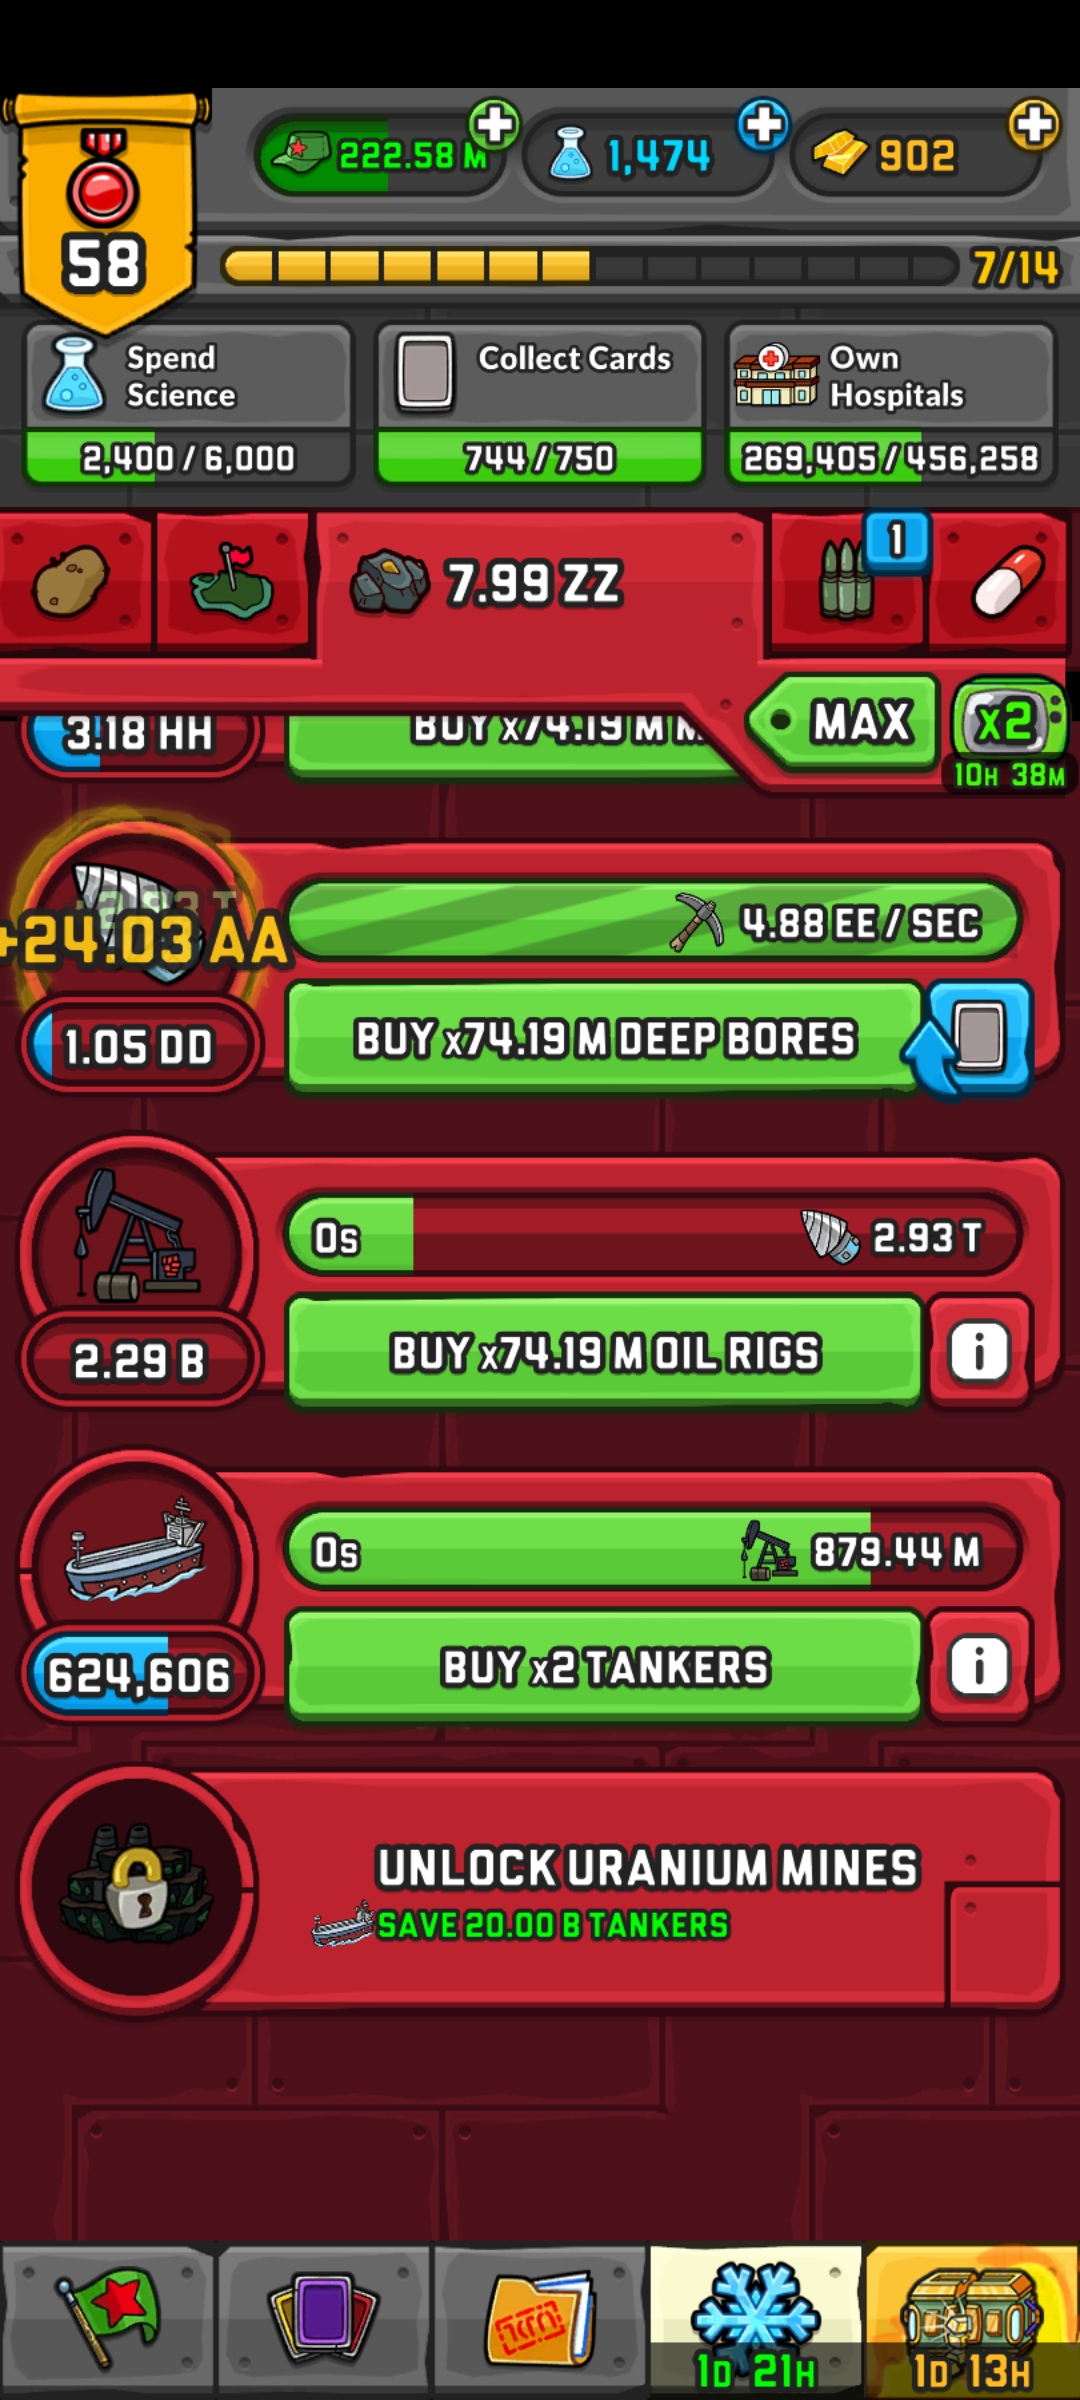 222.58 M
1,474
902
58
7/14
Spend
Science
2,400 / 6,000
Collect Cards
744 / 750
Own
Hospitals
269,405 / 456,258
7.99 ZZ
1
MAX
x2
10H 38M
3.18 HH
BUY x74.19 M M
+24.03 AA
4.88 EE / SEC
1.05 DD
BUY x74.19 M DEEP BORES
0s
2.93 T
2.29 B
BUY x74.19 M OIL RIGS
i
0s
879.44 M
624,606
BUY x2 TANKERS
i
UNLOCK URANIUM MINES
SAVE 20.00 B TANKERS
1D 21H
1D 13H